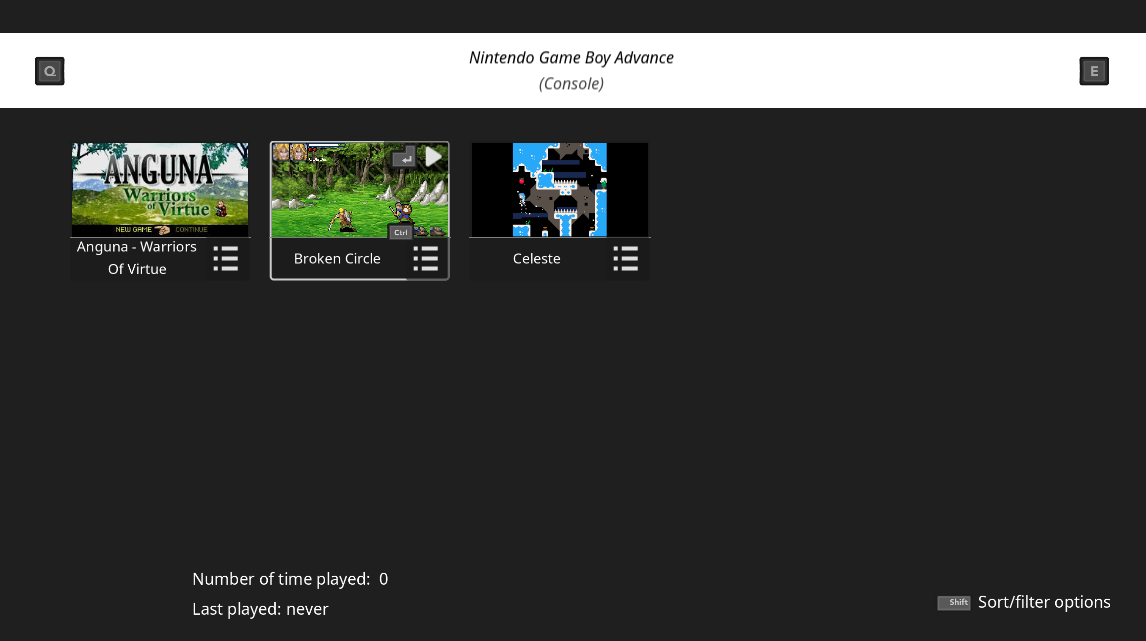 Q
Nintendo Game Boy Advance
E
(Console)
ANGUNA
Warriors
of Virtue
NEW GAME CONTINUE
Anguna - Warriors
Of Virtue
Ctrl
Broken Circle
Celeste
Number of time played: 0
Last played: never
Shift Sort/filter options